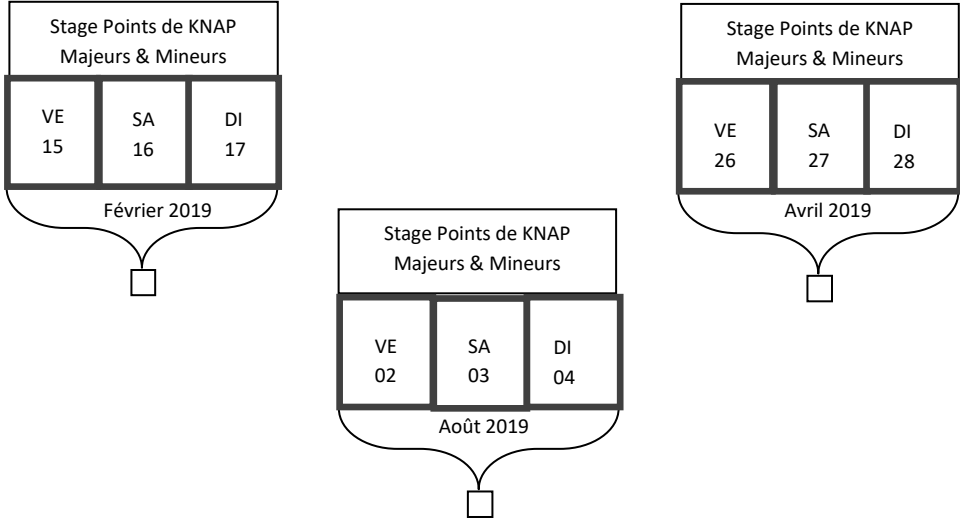 Stage Points de KNAP
Majeurs & Mineurs
VE SA DI
15 16 17
Février 2019
Stage Points de KNAP
Majeurs & Mineurs
VE SA DI
26 27 28
Avril 2019
Stage Points de KNAP
Majeurs & Mineurs
VE SA DI
02 03 04
Août 2019